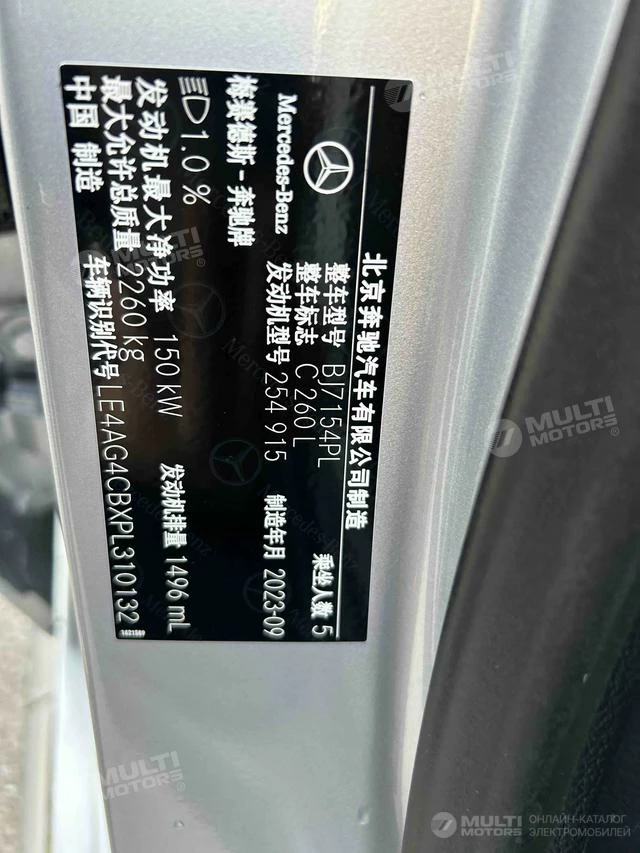 北京奔驰汽车有限公司制造
Mercedes-Benz
梅赛德斯-奔驰牌
整车型号 BJ7154PL 乘坐人数 5
整车标志 C 260 L
发动机型号 254 915 制造年月 2023-09
1.0 %
发动机最大净功率 150 kW 发动机排量 1496 mL
最大允许总质量 2260 kg
中国 制造 车辆识别代号 LE4AG4CBXPL310132
1621569
MULTI MOTORS
MULTI MOTORS
MULTI MOTORS
MULTI MOTORS
MULTI MOTORS ОНЛАЙН-КАТАЛОГ
ЭЛЕКТРОМОБИЛЕЙ